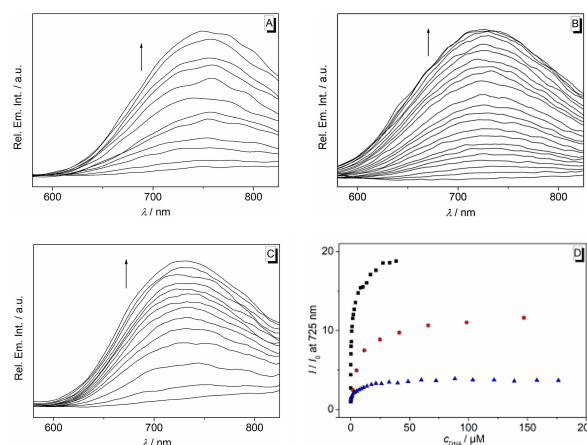 A
Rel. Em. Int. / a.u.
600 700 800
λ / nm
B
Rel. Em. Int. / a.u.
600 700 800
λ / nm
C
Rel. Em. Int. / a.u.
600 700 800
λ / nm
D
I / I0 at 725 nm
20
10
0
0 50 100 150
cDNA / µM